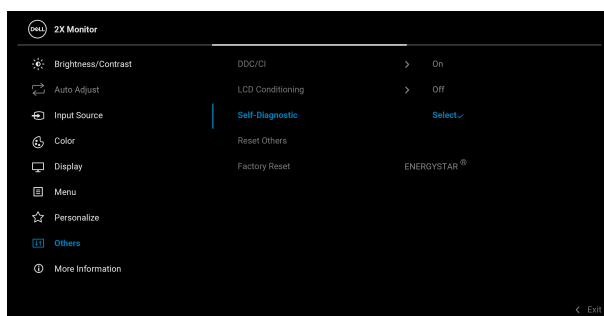 DELL 2X Monitor
Brightness/Contrast DDC/CI > On
Auto Adjust LCD Conditioning > Off
Input Source Self-Diagnostic Select✓
Color Reset Others
Display Factory Reset ENERGYSTAR ®
Menu
Personalize
Others
More Information
< Exit